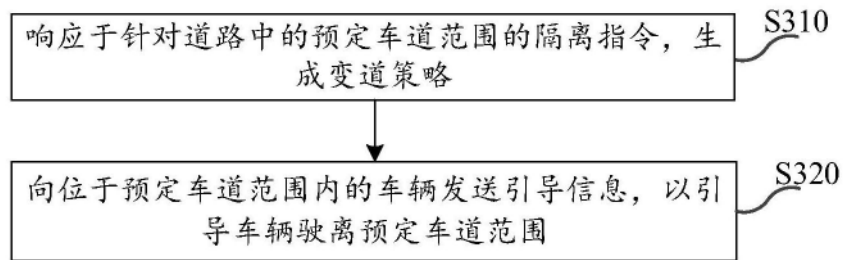 响应于针对道路中的预定车道范围的隔离指令，生
成变道策略
S310
向位于预定车道范围内的车辆发送引导信息，以引
导车辆驶离预定车道范围
S320